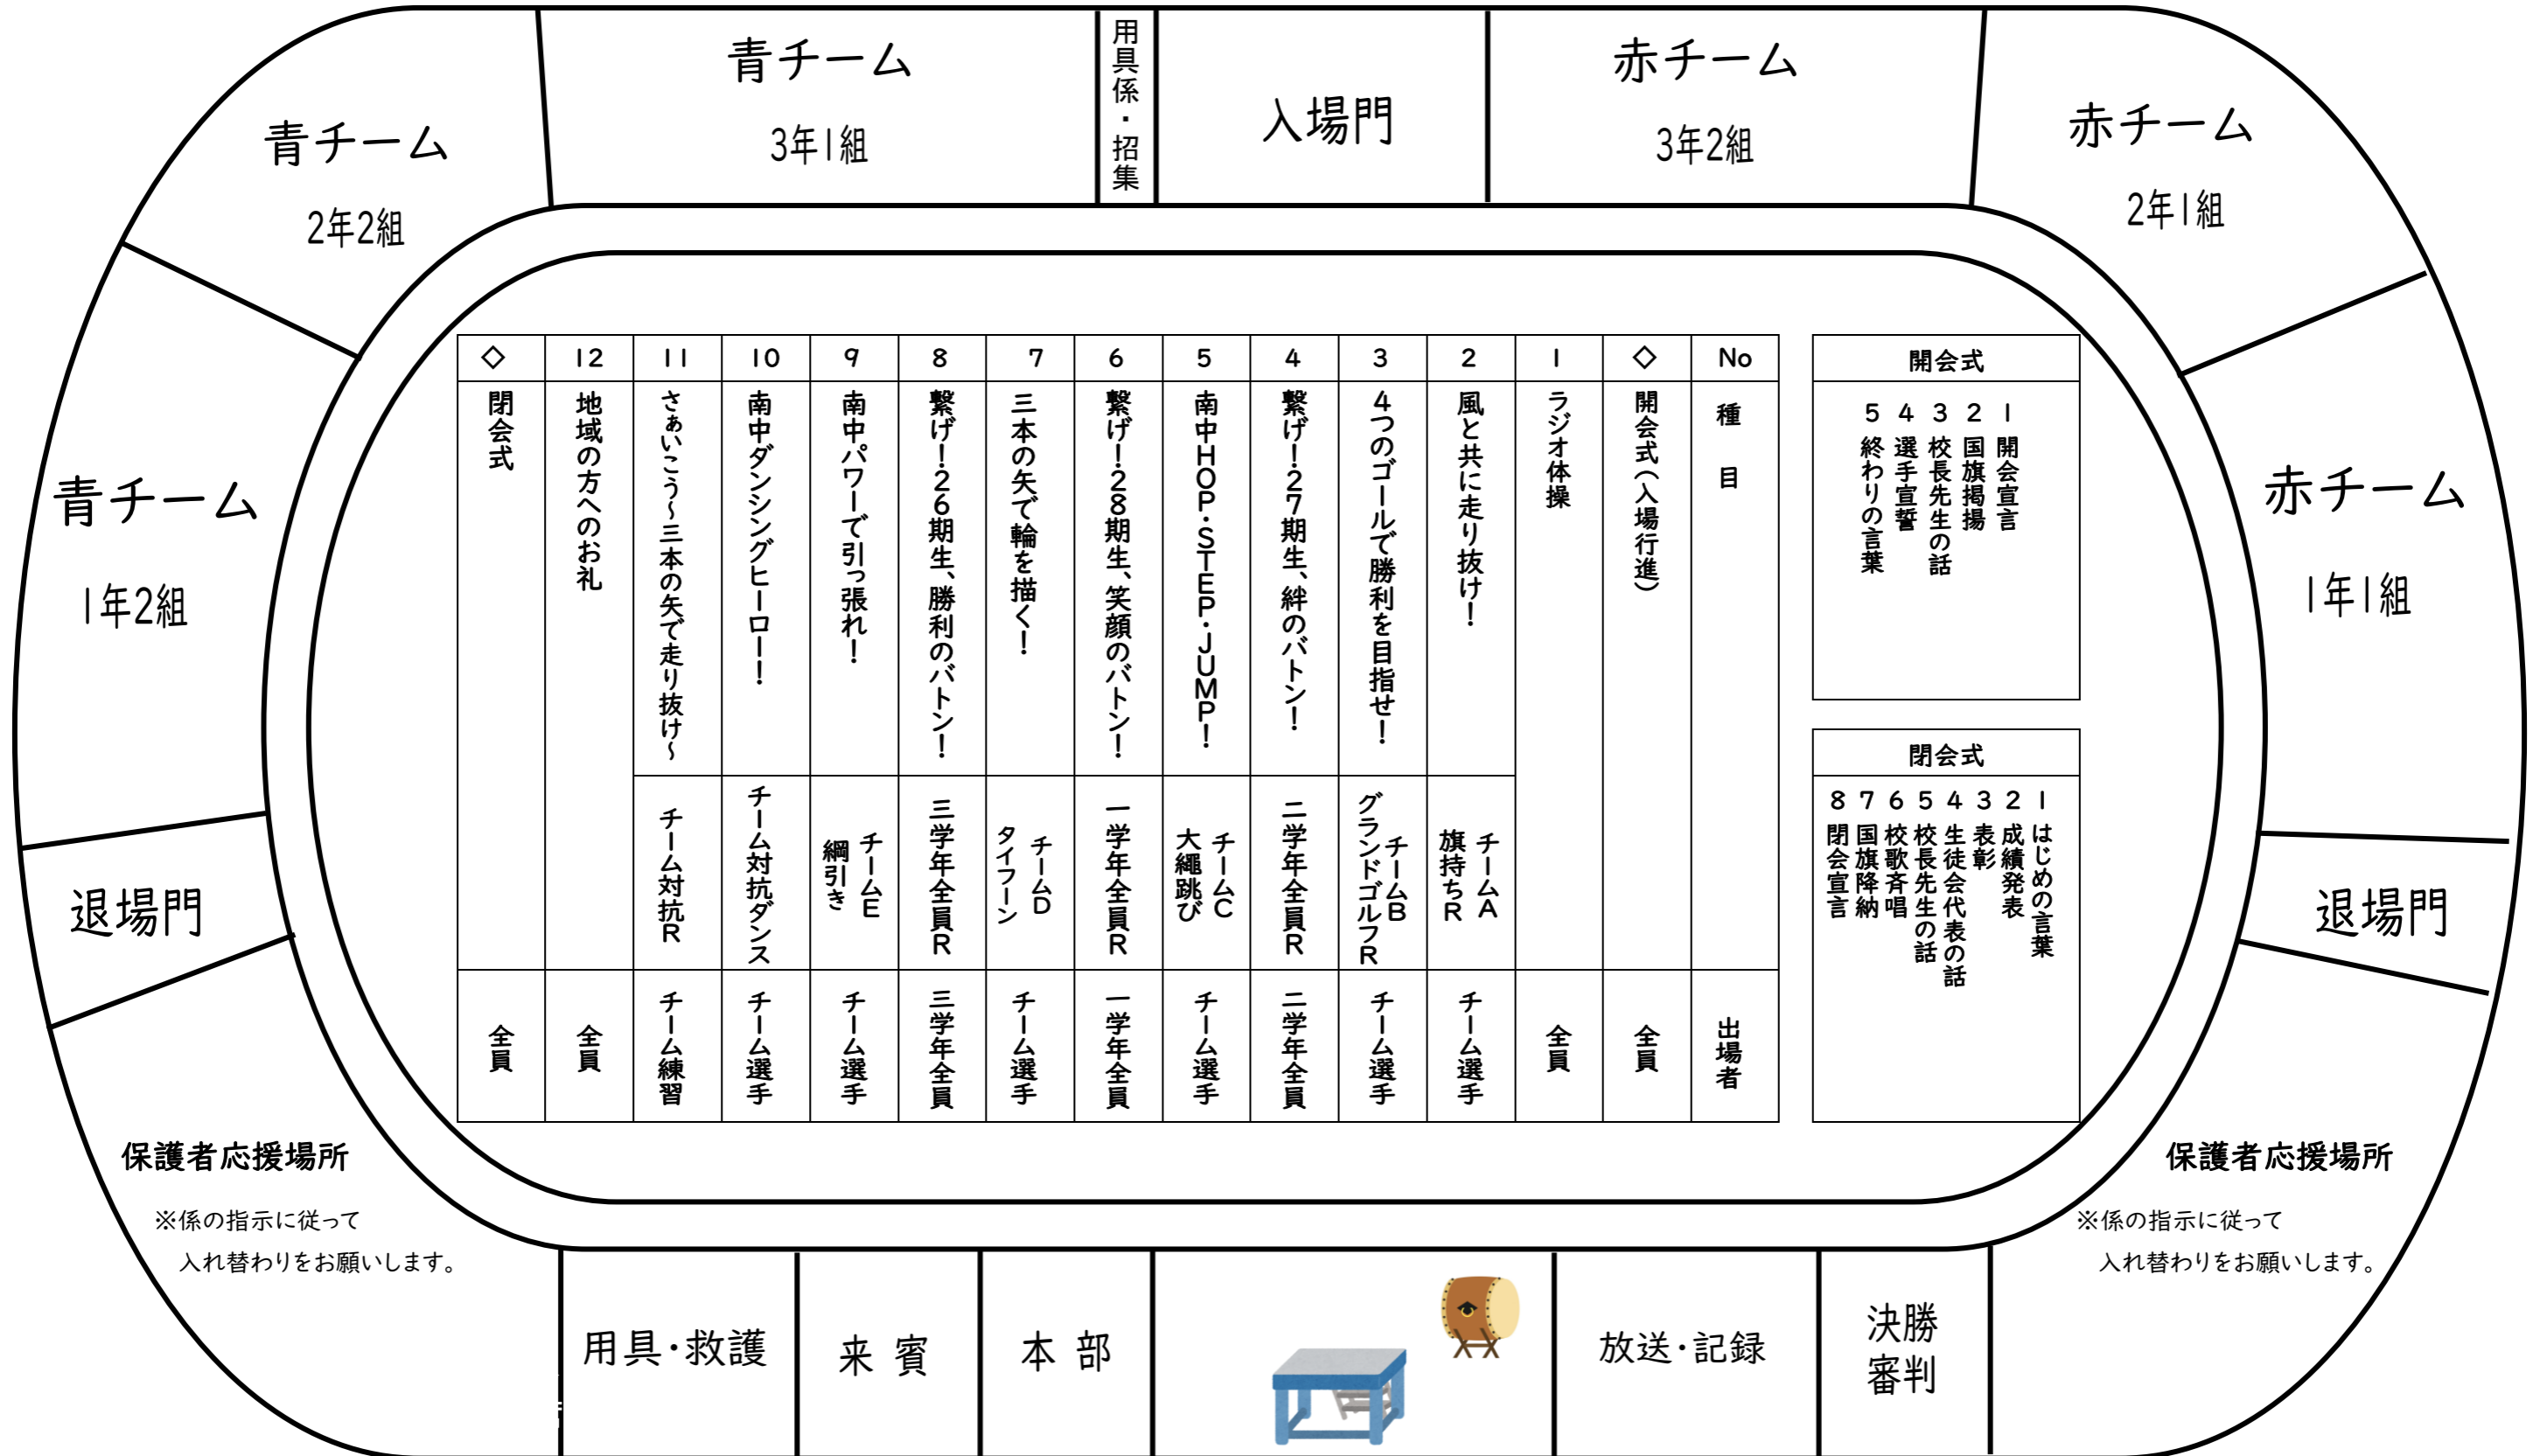 青チーム
2年2組
青チーム
3年1組
用具係・招集
入場門
赤チーム
3年2組
赤チーム
2年1組
青チーム
1年2組
赤チーム
1年1組
退場門
退場門
開会式
1 開会宣言
2 国旗掲揚
3 校長先生の話
4 選手宣誓
5 終わりの言葉
閉会式
1 はじめの言葉
2 成績発表
3 表彰
4 生徒会代表の話
5 校長先生の話
6 校歌斉唱
7 国旗降納
8 閉会宣言
No 種目 出場者
◇ 開会式(入場行進) 全員
1 ラジオ体操 全員
2 風と共に走り抜け! チームA 旗持ちR チーム選手
3 4つのゴールで勝利を目指せ! チームB グランドゴルフR チーム選手
4 繋げ!27期生、絆のバトン! 二学年全員R 二学年全員
5 南中HOP・STEP・JUMP! チームC 大縄跳び チーム選手
6 繋げ!28期生、笑顔のバトン! 一学年全員R 一学年全員
7 三本の矢で輪を描く! チームD タイフーン チーム選手
8 繋げ!26期生、勝利のバトン! 三学年全員R 三学年全員
9 南中パワーで引っ張れ! チームE 綱引き チーム選手
10 南中ダンシングヒーロー! チーム対抗ダンス チーム選手
11 さぁいこう~三本の矢で走り抜け~ チーム対抗R チーム練習
12 地域の方へのお礼 全員
◇ 閉会式 全員
保護者応援場所
※係の指示に従って
入れ替わりをお願いします。
保護者応援場所
※係の指示に従って
入れ替わりをお願いします。
用具・救護
来賓
本部
放送・記録
決勝
審判